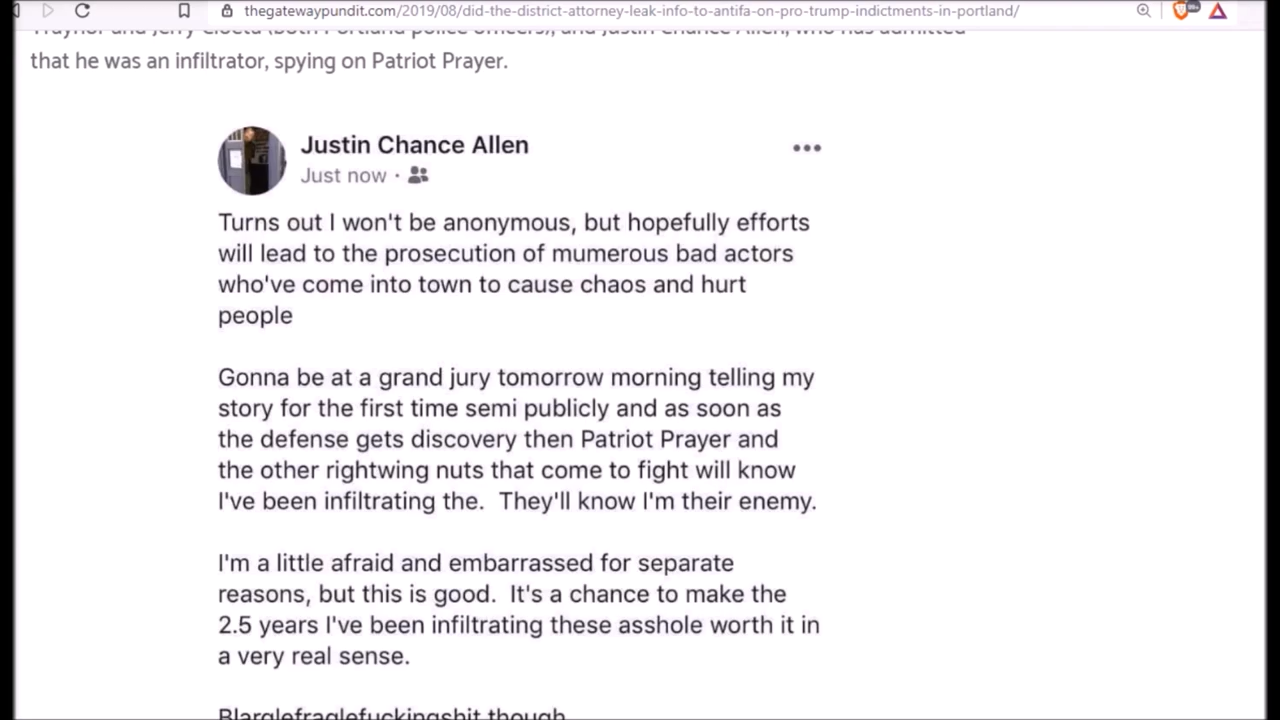 thegatewaypundit.com/2019/08/did-the-district-attorney-leak-info-to-antifa-on-pro-trump-indictments-in-portland/
99+
Traynor and Jerry Cioeta (both Portland police officers), and Justin Chance Allen, who has admitted
that he was an infiltrator, spying on Patriot Prayer.
Justin Chance Allen
Just now ·
Turns out I won't be anonymous, but hopefully efforts
will lead to the prosecution of mumerous bad actors
who've come into town to cause chaos and hurt
people
Gonna be at a grand jury tomorrow morning telling my
story for the first time semi publicly and as soon as
the defense gets discovery then Patriot Prayer and
the other rightwing nuts that come to fight will know
I've been infiltrating the.  They'll know I'm their enemy.
I'm a little afraid and embarrassed for separate
reasons, but this is good.  It's a chance to make the
2.5 years I've been infiltrating these asshole worth it in
a very real sense.
Blarglefraglefuckingshit though